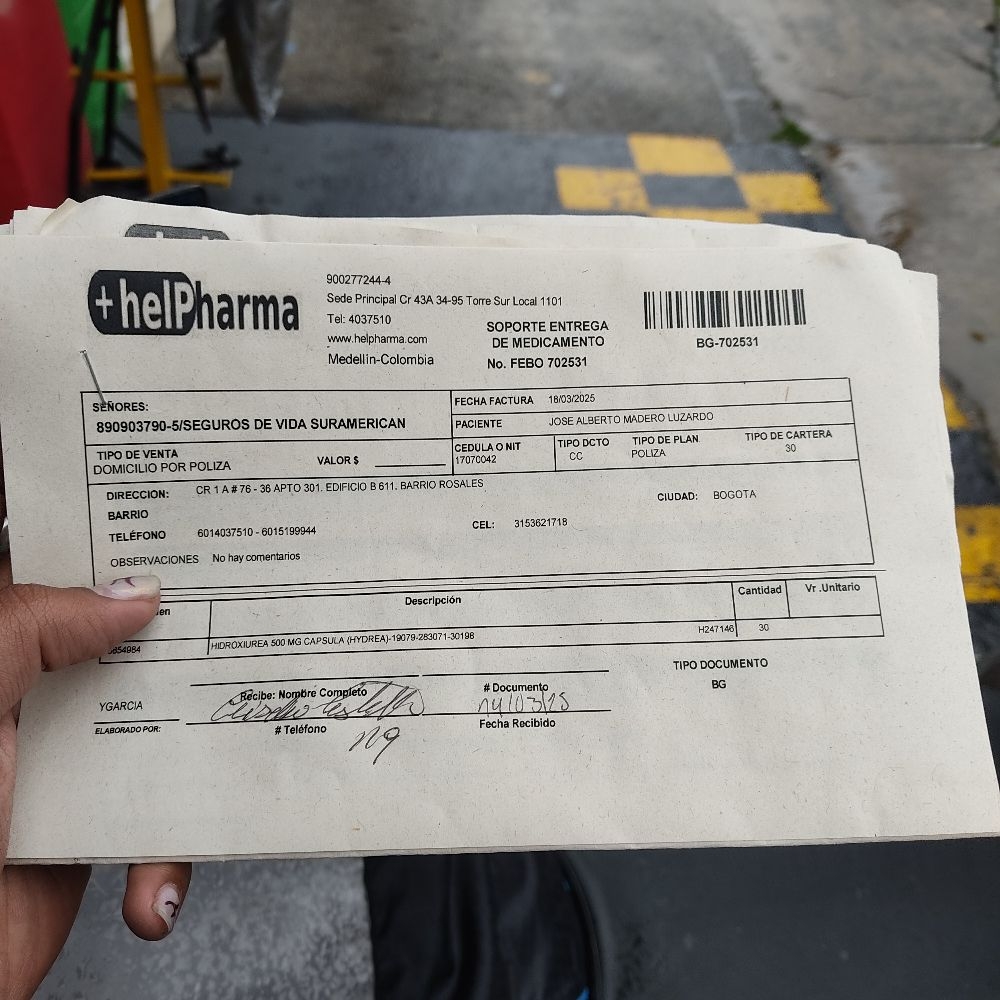 +helPharma
900277244-4
Sede Principal Cr 43A 34-95 Torre Sur Local 1101
Tel: 4037510
www.helpharma.com
Medellin-Colombia
SOPORTE ENTREGA
DE MEDICAMENTO
No. FEBO 702531
BG-702531
SEÑORES:
890903790-5/SEGUROS DE VIDA SURAMERICAN
FECHA FACTURA 18/03/2025
PACIENTE JOSE ALBERTO MADERO LUZARDO
TIPO DE VENTA
DOMICILIO POR POLIZA
VALOR $
CEDULA O NIT
17070042
TIPO DCTO
CC
TIPO DE PLAN
POLIZA
TIPO DE CARTERA
30
DIRECCION: CR 1 A # 76 - 36 APTO 301. EDIFICIO B 611. BARRIO ROSALES
CIUDAD: BOGOTA
BARRIO
TELÉFONO 6014037510 - 6015199944
CEL: 3153621718
OBSERVACIONES No hay comentarios
en Descripción Cantidad Vr .Unitario
654984 HIDROXIUREA 500 MG CAPSULA (HYDREA)-19079-283071-30198 H247146 30
TIPO DOCUMENTO
BG
Recibe: Nombre Completo
# Documento
YGARCIA
ELABORADO POR:
# Teléfono
Fecha Recibido